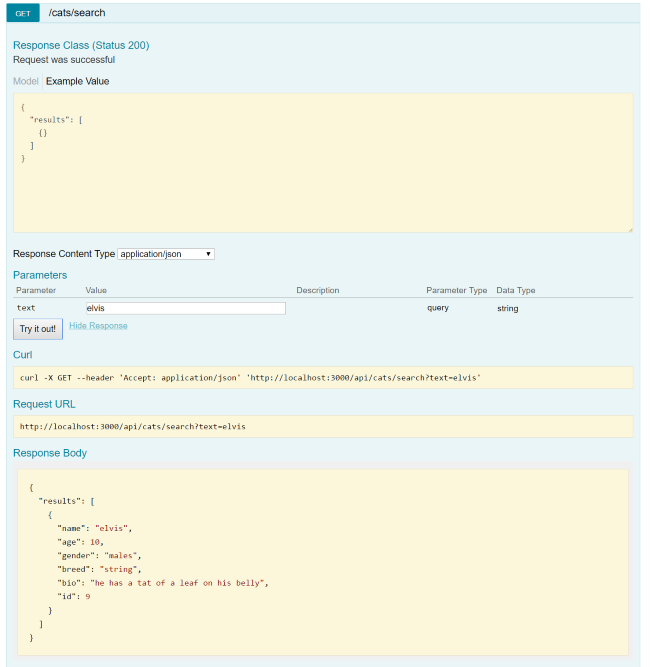 GET /cats/search
Response Class (Status 200)
Request was successful
Model Example Value
{
  "results": [
    {}
  ]
}
Response Content Type application/json
Parameters
Parameter Value Description Parameter Type Data Type
text elvis query string
Try it out! Hide Response
Curl
curl -X GET --header 'Accept: application/json' 'http://localhost:3000/api/cats/search?text=elvis'
Request URL
http://localhost:3000/api/cats/search?text=elvis
Response Body
{
  "results": [
    {
      "name": "elvis",
      "age": 10,
      "gender": "males",
      "breed": "string",
      "bio": "he has a tat of a leaf on his belly",
      "id": 9
    }
  ]
}